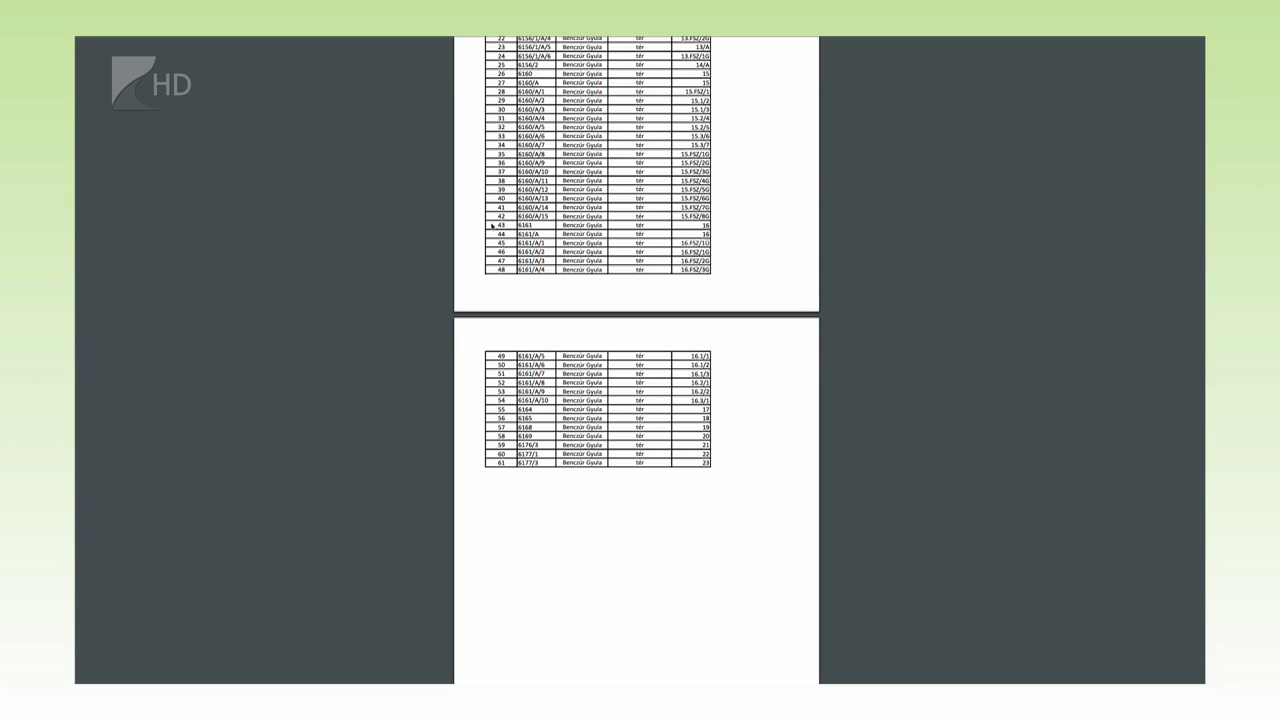 HD
22 6156/1/A/4 Benczúr Gyula tér 13.FSZ/2G
23 6156/1/A/5 Benczúr Gyula tér 13/A
24 6156/1/A/6 Benczúr Gyula tér 13.FSZ/1G
25 6156/2 Benczúr Gyula tér 14/A
26 6160 Benczúr Gyula tér 15
27 6160/A Benczúr Gyula tér 15
28 6160/A/1 Benczúr Gyula tér 15.FSZ/1
29 6160/A/2 Benczúr Gyula tér 15.1/2
30 6160/A/3 Benczúr Gyula tér 15.1/3
31 6160/A/4 Benczúr Gyula tér 15.2/4
32 6160/A/5 Benczúr Gyula tér 15.2/5
33 6160/A/6 Benczúr Gyula tér 15.3/6
34 6160/A/7 Benczúr Gyula tér 15.3/7
35 6160/A/8 Benczúr Gyula tér 15.FSZ/1G
36 6160/A/9 Benczúr Gyula tér 15.FSZ/2G
37 6160/A/10 Benczúr Gyula tér 15.FSZ/3G
38 6160/A/11 Benczúr Gyula tér 15.FSZ/4G
39 6160/A/12 Benczúr Gyula tér 15.FSZ/5G
40 6160/A/13 Benczúr Gyula tér 15.FSZ/6G
41 6160/A/14 Benczúr Gyula tér 15.FSZ/7G
42 6160/A/15 Benczúr Gyula tér 15.FSZ/8G
43 6161 Benczúr Gyula tér 16
44 6161/A Benczúr Gyula tér 16
45 6161/A/1 Benczúr Gyula tér 16.FSZ/1U
46 6161/A/2 Benczúr Gyula tér 16.FSZ/1G
47 6161/A/3 Benczúr Gyula tér 16.FSZ/2G
48 6161/A/4 Benczúr Gyula tér 16.FSZ/3G
49 6161/A/5 Benczúr Gyula tér 16.1/1
50 6161/A/6 Benczúr Gyula tér 16.1/2
51 6161/A/7 Benczúr Gyula tér 16.1/3
52 6161/A/8 Benczúr Gyula tér 16.2/1
53 6161/A/9 Benczúr Gyula tér 16.2/2
54 6161/A/10 Benczúr Gyula tér 16.3/1
55 6164 Benczúr Gyula tér 17
56 6165 Benczúr Gyula tér 18
57 6168 Benczúr Gyula tér 19
58 6169 Benczúr Gyula tér 20
59 6176/3 Benczúr Gyula tér 21
60 6177/1 Benczúr Gyula tér 22
61 6177/3 Benczúr Gyula tér 23